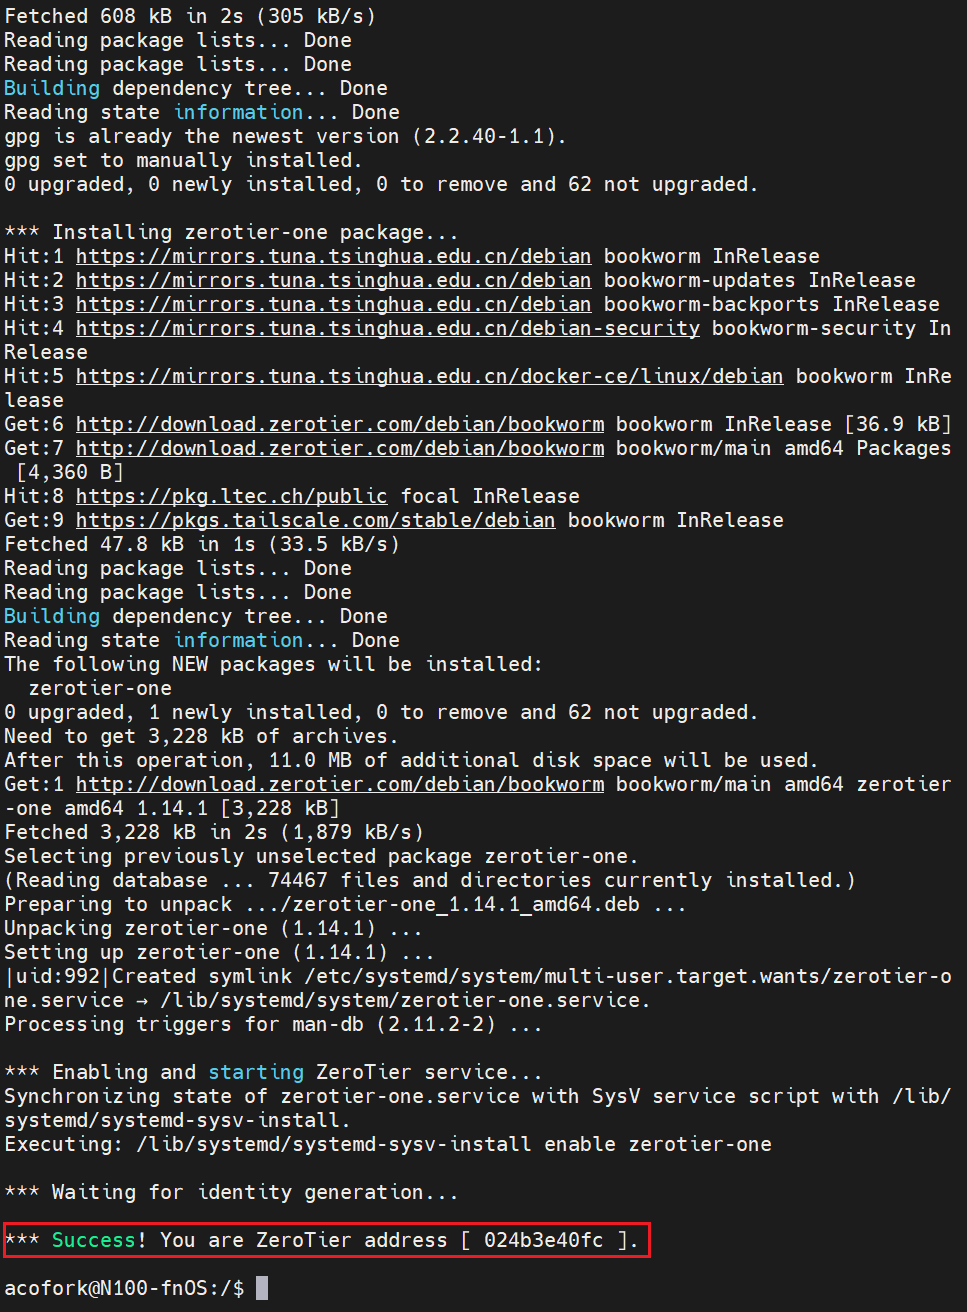 Fetched 608 kB in 2s (305 kB/s)
Reading package lists... Done
Reading package lists... Done
Building dependency tree... Done
Reading state information... Done
gpg is already the newest version (2.2.40-1.1).
gpg set to manually installed.
0 upgraded, 0 newly installed, 0 to remove and 62 not upgraded.
*** Installing zerotier-one package...
Hit:1 https://mirrors.tuna.tsinghua.edu.cn/debian bookworm InRelease
Hit:2 https://mirrors.tuna.tsinghua.edu.cn/debian bookworm-updates InRelease
Hit:3 https://mirrors.tuna.tsinghua.edu.cn/debian bookworm-backports InRelease
Hit:4 https://mirrors.tuna.tsinghua.edu.cn/debian-security bookworm-security In
Release
Hit:5 https://mirrors.tuna.tsinghua.edu.cn/docker-ce/linux/debian bookworm InRe
lease
Get:6 http://download.zerotier.com/debian/bookworm bookworm InRelease [36.9 kB]
Get:7 http://download.zerotier.com/debian/bookworm bookworm/main amd64 Packages
[4,360 B]
Hit:8 https://pkg.ltec.ch/public focal InRelease
Get:9 https://pkgs.tailscale.com/stable/debian bookworm InRelease
Fetched 47.8 kB in 1s (33.5 kB/s)
Reading package lists... Done
Reading package lists... Done
Building dependency tree... Done
Reading state information... Done
The following NEW packages will be installed:
zerotier-one
0 upgraded, 1 newly installed, 0 to remove and 62 not upgraded.
Need to get 3,228 kB of archives.
After this operation, 11.0 MB of additional disk space will be used.
Get:1 http://download.zerotier.com/debian/bookworm bookworm/main amd64 zerotier
-one amd64 1.14.1 [3,228 kB]
Fetched 3,228 kB in 2s (1,879 kB/s)
Selecting previously unselected package zerotier-one.
(Reading database ... 74467 files and directories currently installed.)
Preparing to unpack .../zerotier-one_1.14.1_amd64.deb ...
Unpacking zerotier-one (1.14.1) ...
Setting up zerotier-one (1.14.1) ...
|uid:992|Created symlink /etc/systemd/system/multi-user.target.wants/zerotier-o
ne.service → /lib/systemd/system/zerotier-one.service.
Processing triggers for man-db (2.11.2-2) ...
*** Enabling and starting ZeroTier service...
Synchronizing state of zerotier-one.service with SysV service script with /lib/
systemd/systemd-sysv-install.
Executing: /lib/systemd/systemd-sysv-install enable zerotier-one
*** Waiting for identity generation...
*** Success! You are ZeroTier address [ 024b3e40fc ].
acofork@N100-fnOS:/$